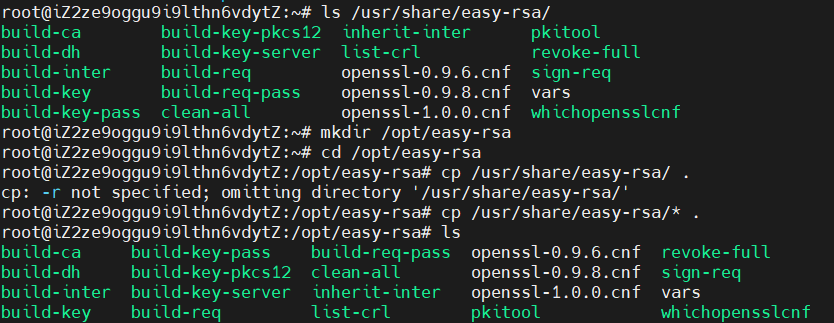 root@iZ2ze9oggu9i9lthn6vdytZ:~# ls /usr/share/easy-rsa/
build-ca build-key-pkcs12 inherit-inter pkitool
build-dh build-key-server list-crl revoke-full
build-inter build-req openssl-0.9.6.cnf sign-req
build-key build-req-pass openssl-0.9.8.cnf vars
build-key-pass clean-all openssl-1.0.0.cnf whichopensslcnf
root@iZ2ze9oggu9i9lthn6vdytZ:~# mkdir /opt/easy-rsa
root@iZ2ze9oggu9i9lthn6vdytZ:~# cd /opt/easy-rsa
root@iZ2ze9oggu9i9lthn6vdytZ:/opt/easy-rsa# cp /usr/share/easy-rsa/ .
cp: -r not specified; omitting directory '/usr/share/easy-rsa/'
root@iZ2ze9oggu9i9lthn6vdytZ:/opt/easy-rsa# cp /usr/share/easy-rsa/* .
root@iZ2ze9oggu9i9lthn6vdytZ:/opt/easy-rsa# ls
build-ca build-key-pass build-req-pass openssl-0.9.6.cnf revoke-full
build-dh build-key-pkcs12 clean-all openssl-0.9.8.cnf sign-req
build-inter build-key-server inherit-inter openssl-1.0.0.cnf vars
build-key build-req list-crl pkitool whichopensslcnf